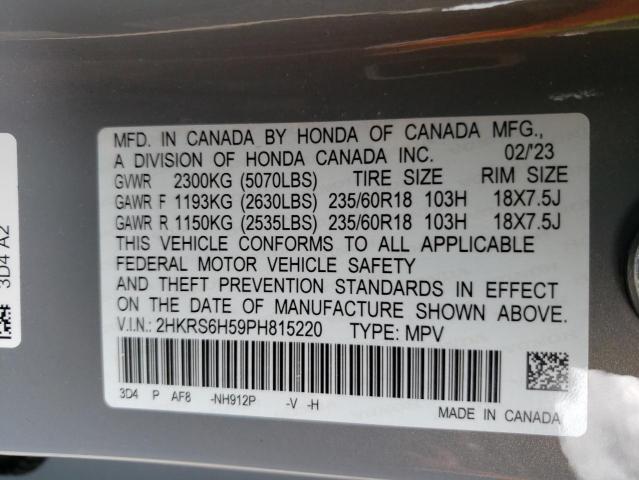 MFD. IN CANADA BY HONDA OF CANADA MFG.,
A DIVISION OF HONDA CANADA INC. 02/'23
GVWR 2300KG (5070LBS) TIRE SIZE RIM SIZE
GAWR F 1193KG (2630LBS) 235/60R18 103H 18X7.5J
GAWR R 1150KG (2535LBS) 235/60R18 103H 18X7.5J
THIS VEHICLE CONFORMS TO ALL APPLICABLE
FEDERAL MOTOR VEHICLE SAFETY
AND THEFT PREVENTION STANDARDS IN EFFECT
ON THE DATE OF MANUFACTURE SHOWN ABOVE.
V.I.N.: 2HKRS6H59PH815220 TYPE: MPV
3D4 P AF8 -NH912P -V -H
MADE IN CANADA
3D4 A2